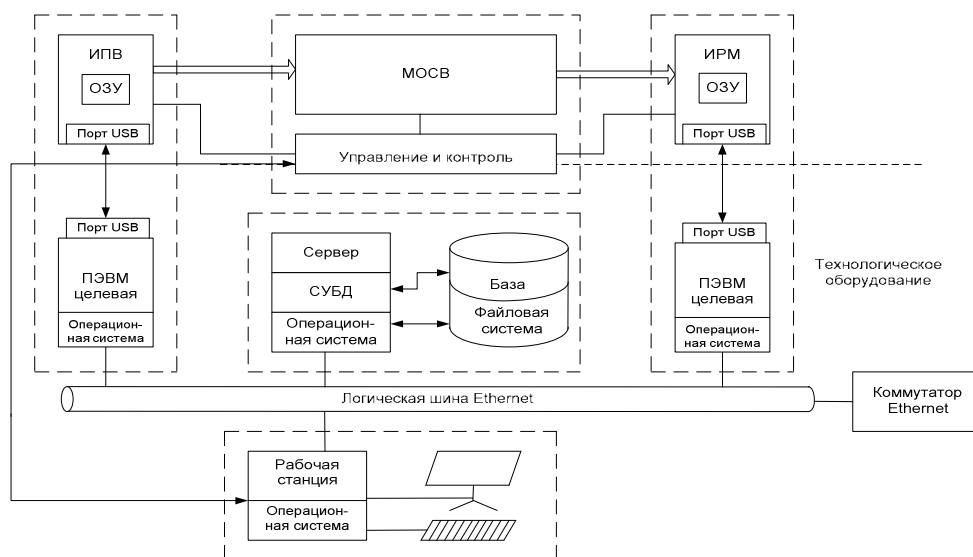 ИПВ
ОЗУ
Порт USB
МОСВ
Управление и контроль
ИРМ
ОЗУ
Порт USB
Порт USB
ПЭВМ
целевая
Операцион-
ная система
Сервер
СУБД
Операцион-
ная система
База
Файловая
система
Порт USB
ПЭВМ
целевая
Операцион-
ная система
Технологическое
оборудование
Логическая шина Ethernet
Коммутатор
Ethernet
Рабочая
станция
Операцион-
ная система